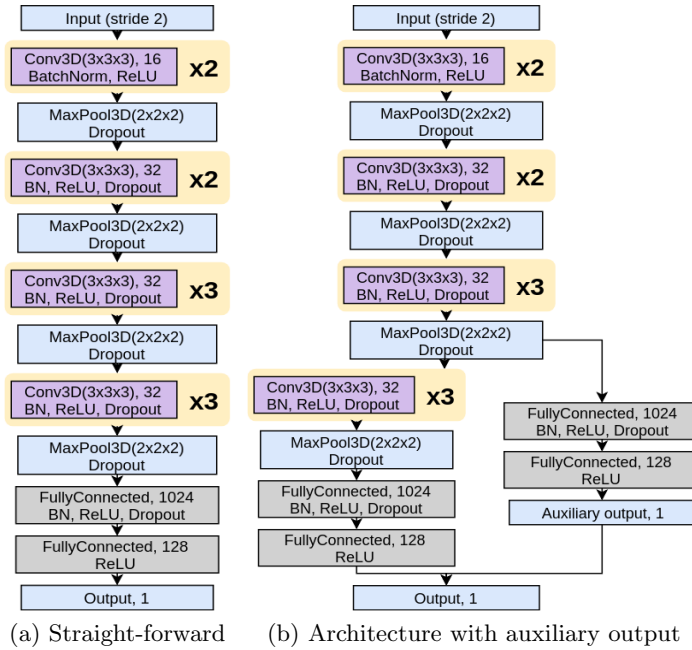 Input (stride 2)
Conv3D(3x3x3), 16
BatchNorm, ReLU
x2
MaxPool3D(2x2x2)
Dropout
Conv3D(3x3x3), 32
BN, ReLU, Dropout
x2
MaxPool3D(2x2x2)
Dropout
Conv3D(3x3x3), 32
BN, ReLU, Dropout
x3
MaxPool3D(2x2x2)
Dropout
Conv3D(3x3x3), 32
BN, ReLU, Dropout
x3
MaxPool3D(2x2x2)
Dropout
FullyConnected, 1024
BN, ReLU, Dropout
FullyConnected, 128
ReLU
Output, 1
(a) Straight-forward
Input (stride 2)
Conv3D(3x3x3), 16
BatchNorm, ReLU
x2
MaxPool3D(2x2x2)
Dropout
Conv3D(3x3x3), 32
BN, ReLU, Dropout
x2
MaxPool3D(2x2x2)
Dropout
Conv3D(3x3x3), 32
BN, ReLU, Dropout
x3
MaxPool3D(2x2x2)
Dropout
Conv3D(3x3x3), 32
BN, ReLU, Dropout
x3
MaxPool3D(2x2x2)
Dropout
FullyConnected, 1024
BN, ReLU, Dropout
FullyConnected, 128
ReLU
FullyConnected, 1024
BN, ReLU, Dropout
FullyConnected, 128
ReLU
Auxiliary output, 1
Output, 1
(b) Architecture with auxiliary output